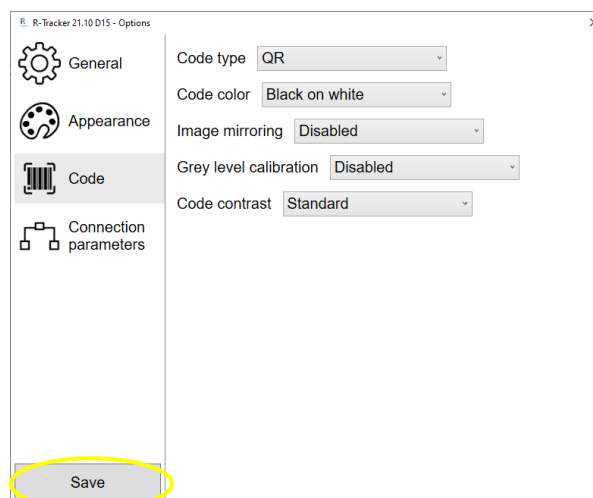 R-Tracker 21.10 D15 - Options
General
Appearance
Code
Connection
parameters
Save
Code type QR
Code color Black on white
Image mirroring Disabled
Grey level calibration Disabled
Code contrast Standard